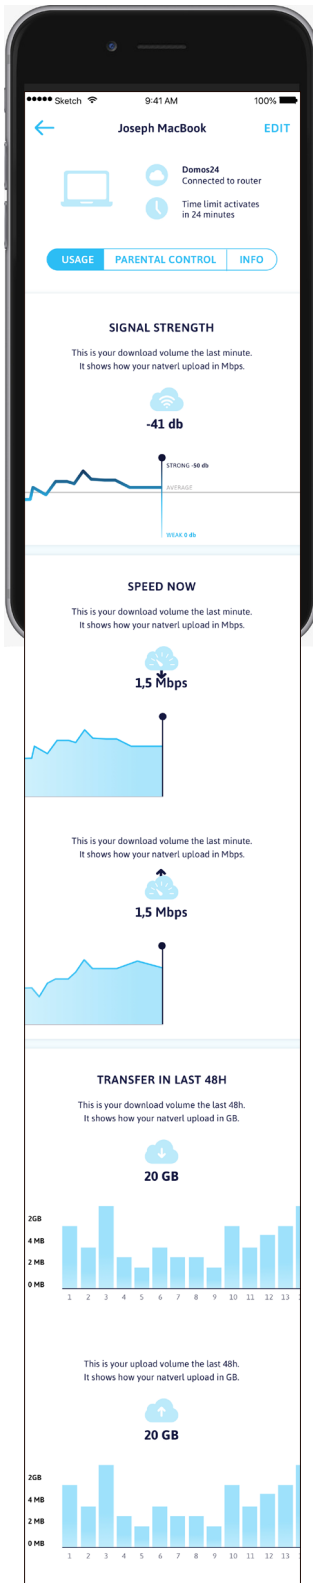 Sketch 9:41 AM 100%
Joseph MacBook EDIT
Domos24
Connected to router
Time limit activates
in 24 minutes
USAGE PARENTAL CONTROL INFO
SIGNAL STRENGTH
This is your download volume the last minute.
It shows how your natverl upload in Mbps.
-41 db
STRONG -50 db
AVERAGE
WEAK 0 db
SPEED NOW
This is your download volume the last minute.
It shows how your natverl upload in Mbps.
1,5 Mbps
This is your download volume the last minute.
It shows how your natverl upload in Mbps.
1,5 Mbps
TRANSFER IN LAST 48H
This is your download volume the last 48h.
It shows how your natverl upload in GB.
20 GB
2GB
4 MB
2 MB
0 MB
1 2 3 4 5 6 7 8 9 10 11 12 13
This is your upload volume the last 48h.
It shows how your natverl upload in GB.
20 GB
2GB
4 MB
2 MB
0 MB
1 2 3 4 5 6 7 8 9 10 11 12 13